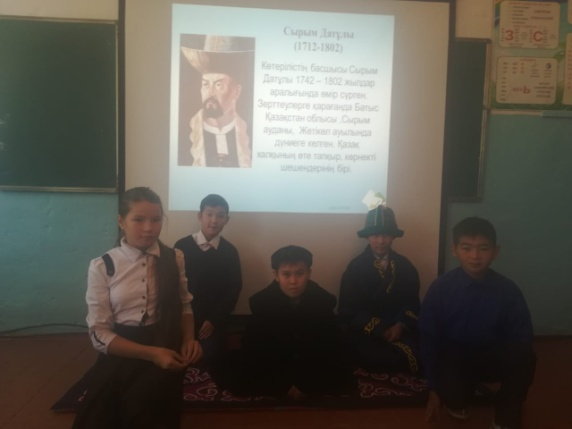 Сырым Датұлы
(1712-1802)
Көтерілістің басшысы Сырым
Датұлы 1742 – 1802 жылдар
аралығында өмір сүрген.
Зерттеулерге қарағанда Батыс
Қазақстан облысы ,Сырым
ауданы, Жетікөл ауылында
дүниеге келген. Қазақ
халқының өте тапқыр, көрнекті
шешендерінің бірі.